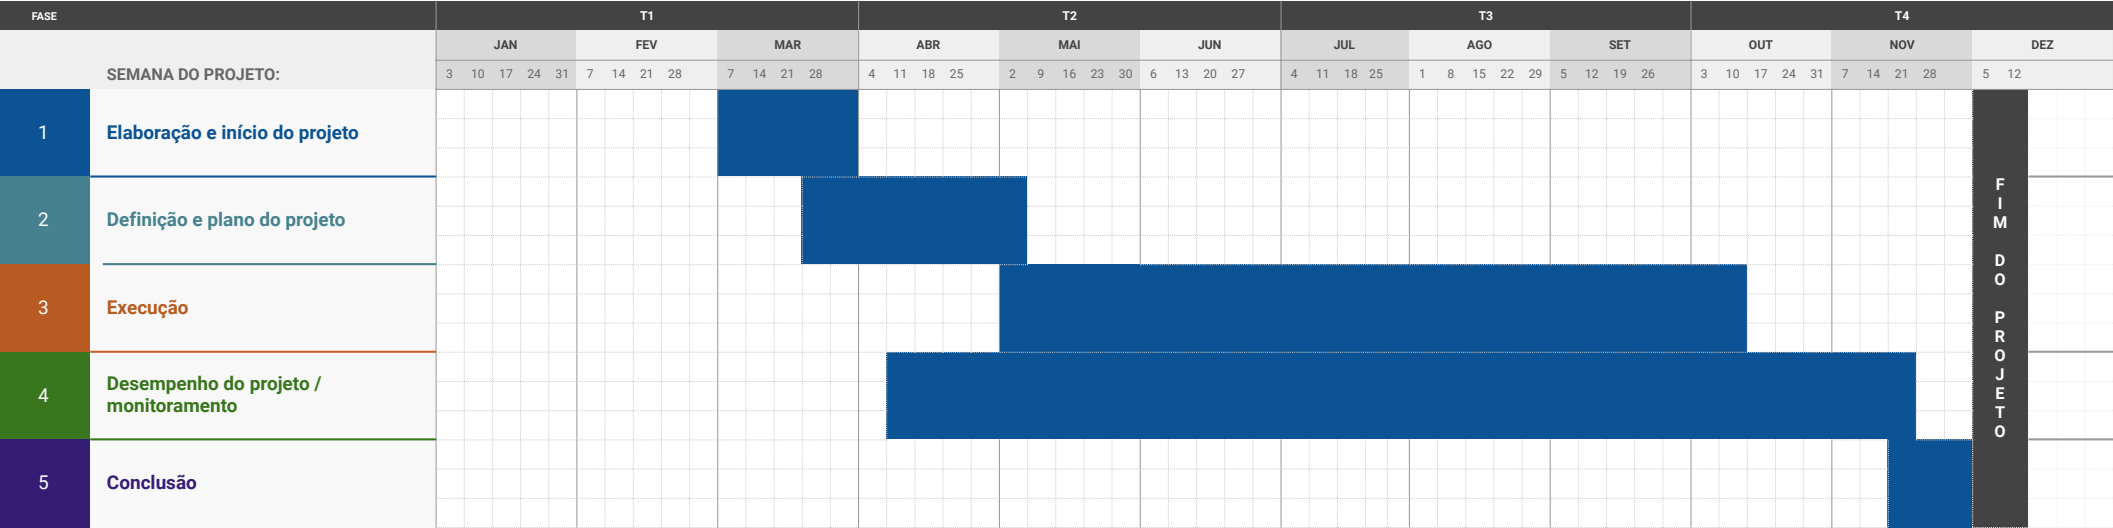 FASE T1 T2 T3 T4
JAN FEV MAR ABR MAI JUN JUL AGO SET OUT NOV DEZ
SEMANA DO PROJETO: 3 10 17 24 31 7 14 21 28 7 14 21 28 4 11 18 25 2 9 16 23 30 6 13 20 27 4 11 18 25 1 8 15 22 29 5 12 19 26 3 10 17 24 31 7 14 21 28 5 12
1 Elaboração e início do projeto
2 Definição e plano do projeto
3 Execução
4 Desempenho do projeto /
monitoramento
5 Conclusão
FIM DO PROJETO